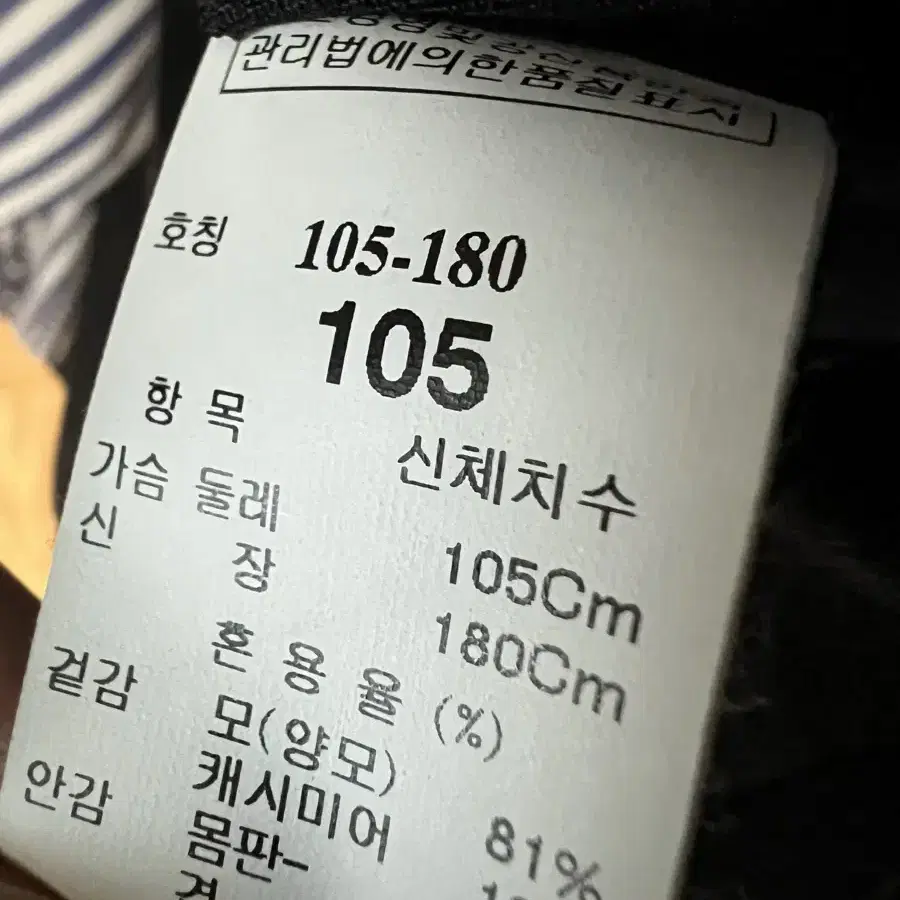 관리법에의한품질표시
호칭 105-180
105
항 목 신체치수
가슴 둘레 105Cm
신 장 180Cm
혼 용 율 (%)
겉감 모(양모) 81%
캐시미어
안감 몸판-